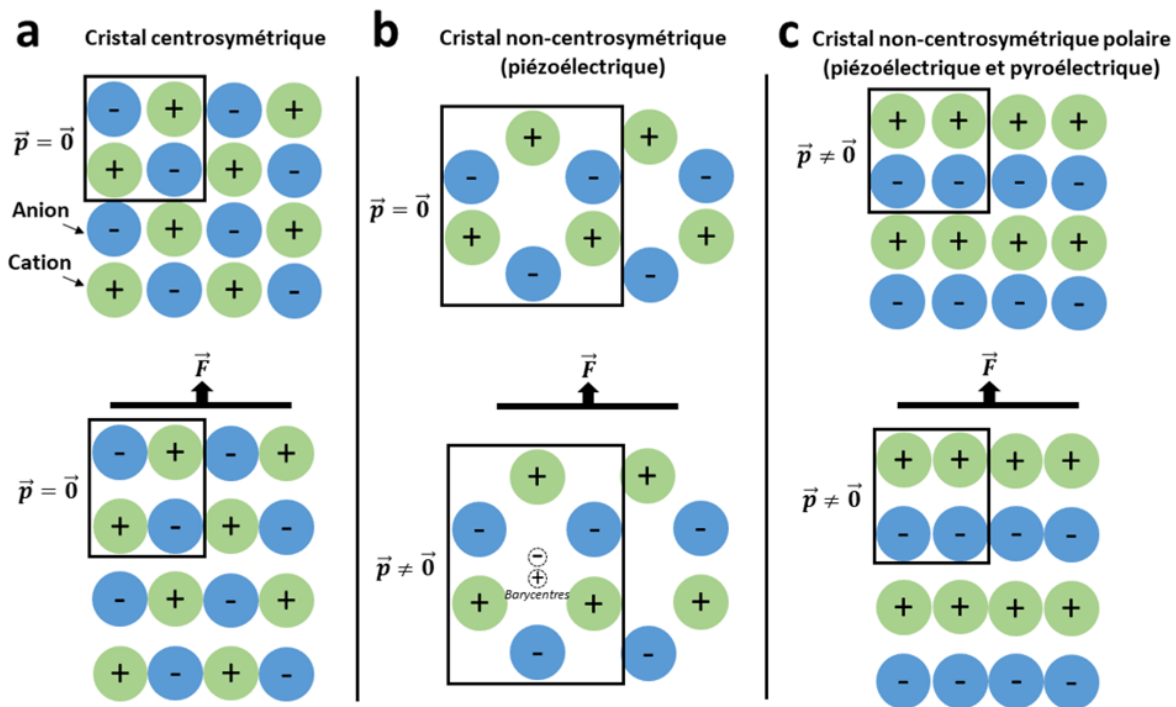 a
Cristal centrosymétrique
- + - +
p⃗ = 0⃗
+ - + -
Anion
- + - +
Cation
+ - + -
F⃗
- + - +
p⃗ = 0⃗
+ - + -
- + - +
+ - + -
b
Cristal non-centrosymétrique
(piézoélectrique)
+ +
- - -
p⃗ = 0⃗
+ + +
- -
F⃗
+ +
- - -
p⃗ ≠ 0⃗
-
+
Barycentres
+ + +
- -
c
Cristal non-centrosymétrique polaire
(piézoélectrique et pyroélectrique)
+ + + +
p⃗ ≠ 0⃗
- - - -
+ + + +
- - - -
F⃗
+ + + +
p⃗ ≠ 0⃗
- - - -
+ + + +
- - - -